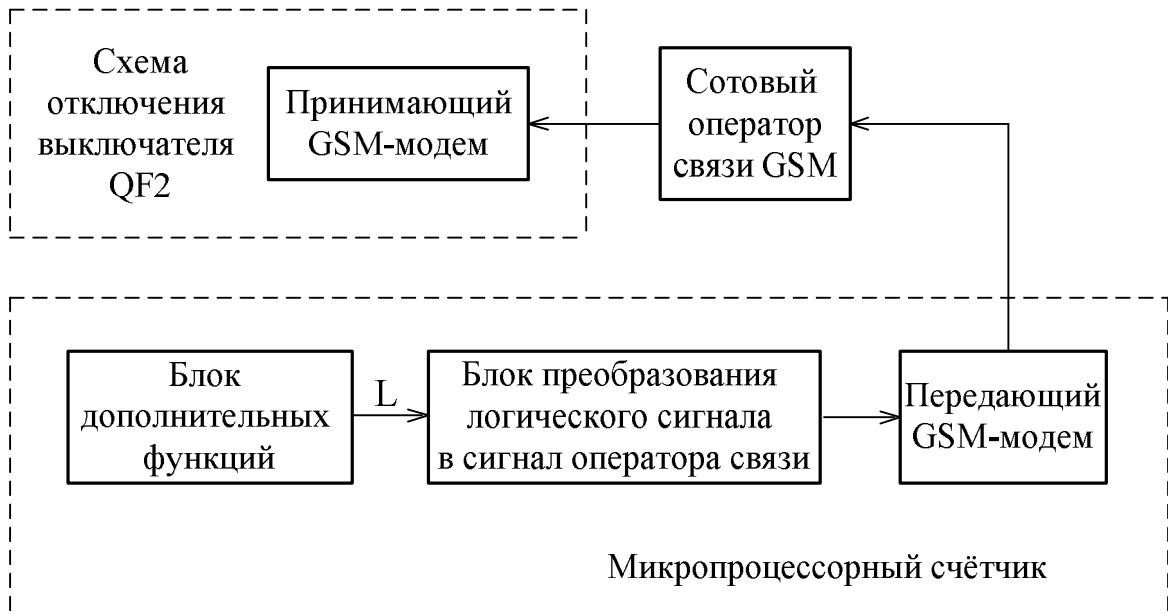 Схема
отключения
выключателя
QF2
Принимающий
GSM-модем
Сотовый
оператор
связи GSM
Блок
дополнительных
функций
L
Блок преобразования
логического сигнала
в сигнал оператора связи
Передающий
GSM-модем
Микропроцессорный счётчик